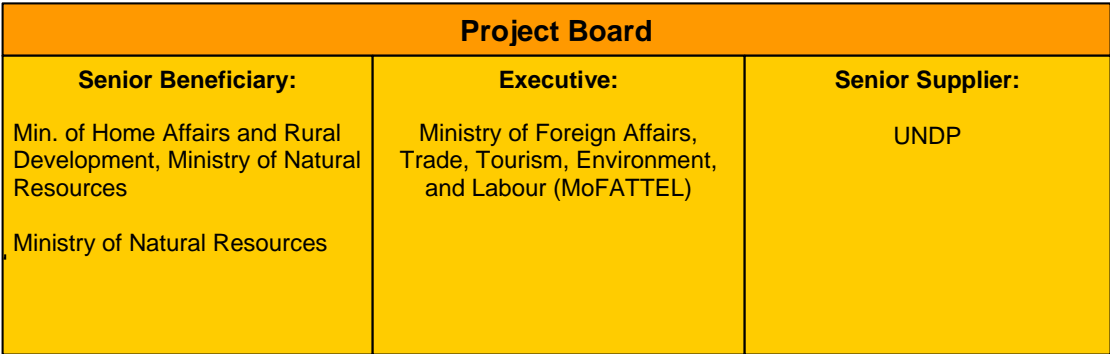 Project Board
Senior Beneficiary:
Min. of Home Affairs and Rural
Development, Ministry of Natural
Resources
Ministry of Natural Resources
Executive:
Ministry of Foreign Affairs,
Trade, Tourism, Environment,
and Labour (MoFATTEL)
Senior Supplier:
UNDP